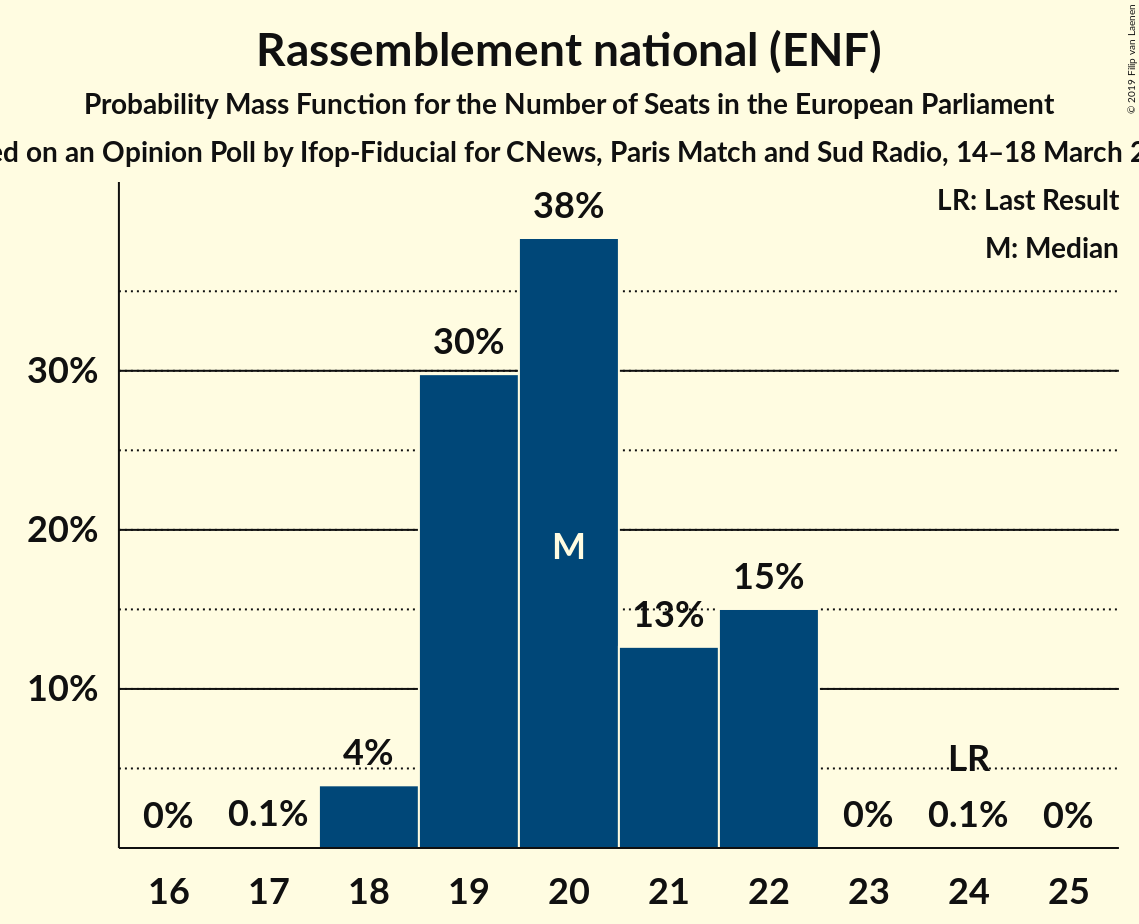 Rassemblement national (ENF)
Probability Mass Function for the Number of Seats in the European Parliament
on an Opinion Poll by Ifop-Fiducial for CNews, Paris Match and Sud Radio, 14–18 March
© 2019 Filip van Laenen
LR: Last Result
M: Median
38%
30%
30%
20%
M
15%
13%
10%
4%
LR
0%
0.1%
0%
0.1%
0%
16 17 18 19 20 21 22 23 24 25